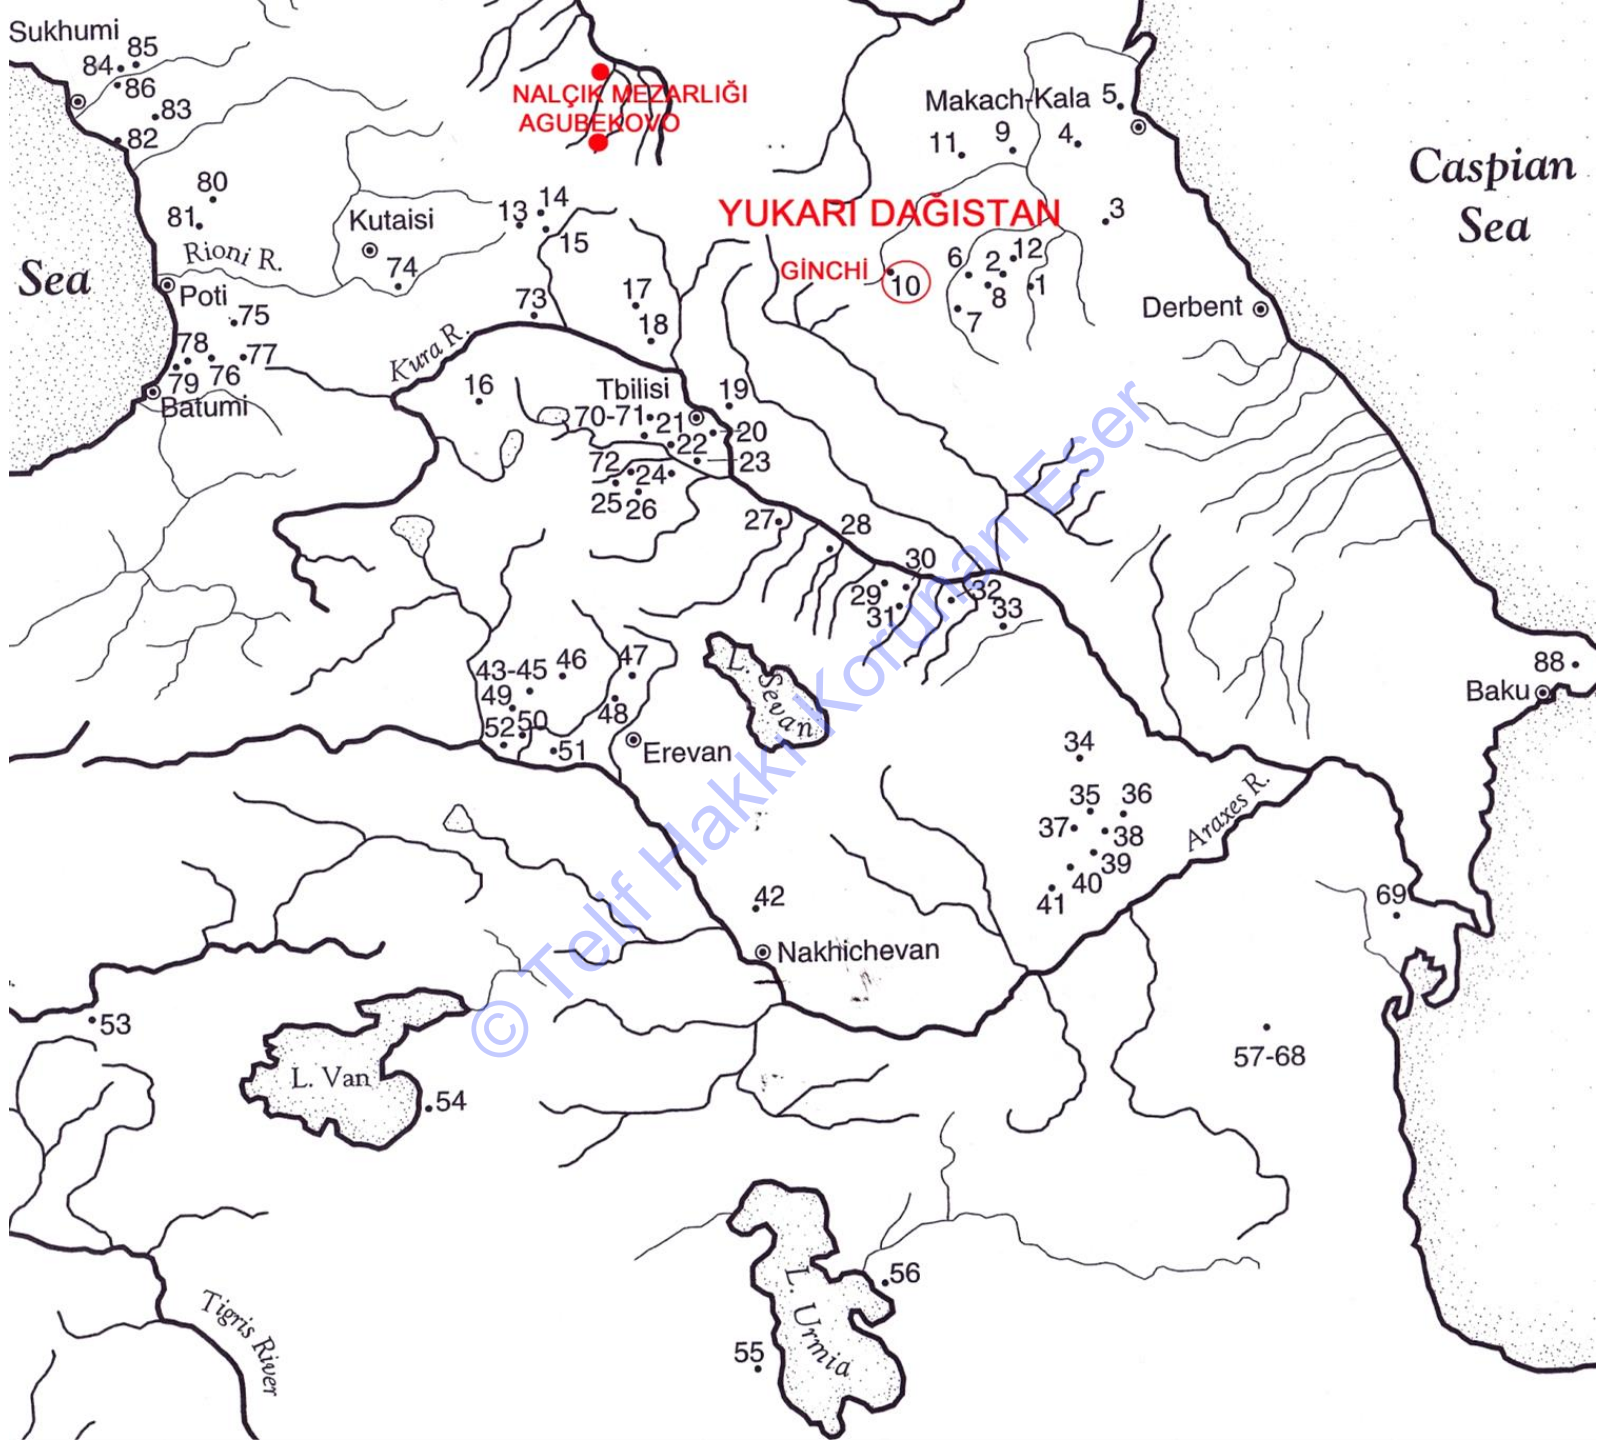 Sukhumi
85
84
86
83
82
NALÇIK MEZARLIĞI
AGUBEKOVO
Makach-Kala
5
11
9
4
Caspian
Sea
80
81
Kutaisi
13
14
15
YUKARI DAĞISTAN
3
Rioni R.
Sea
74
Poti
GİNCHİ
10
6
2
12
8
1
7
Derbent
75
73
17
18
78
77
79
76
Batumi
Kura R.
16
Tbilisi
19
70-71
21
20
22
23
72
24
25
26
27
28
30
29
31
32
33
43-45
46
47
49
52
50
48
51
Erevan
L. Sevan
88
Baku
34
35
36
37
38
39
40
41
Araxes R.
42
Nakhichevan
69
53
L. Van
54
57-68
56
L. Urmia
55
Tigris River
© Telif Hakkı Korunan Eser